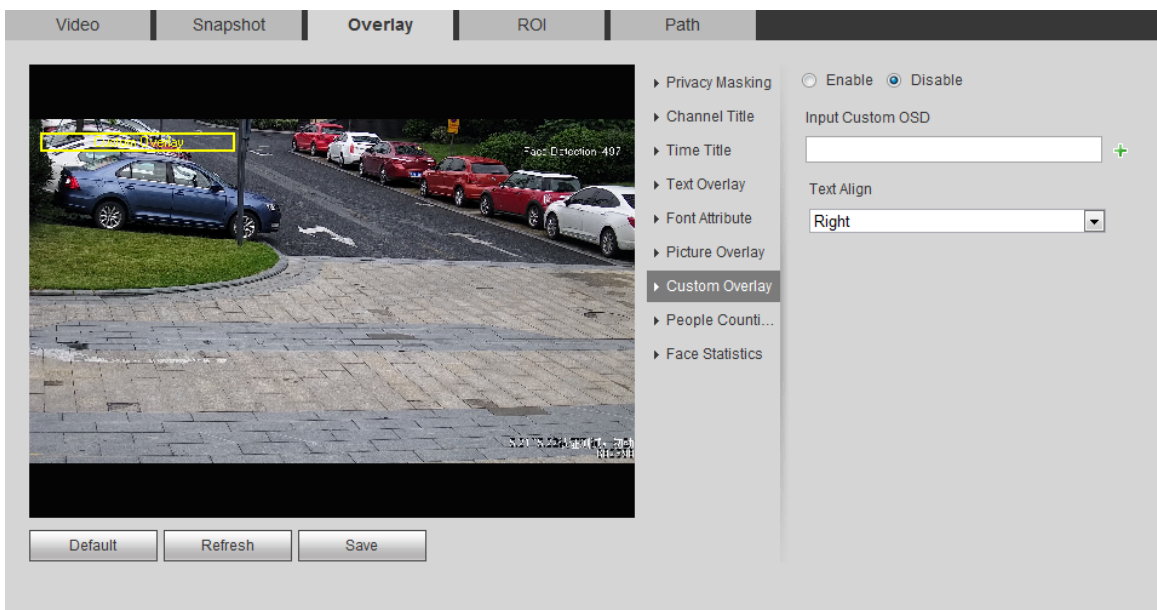 Video
Snapshot
Overlay
ROI
Path
Privacy Masking
Channel Title
Time Title
Text Overlay
Font Attribute
Picture Overlay
Custom Overlay
People Counti...
Face Statistics
Enable
Disable
Input Custom OSD
+
Text Align
Right
Custom Overlay
Face Detection 497
Default
Refresh
Save